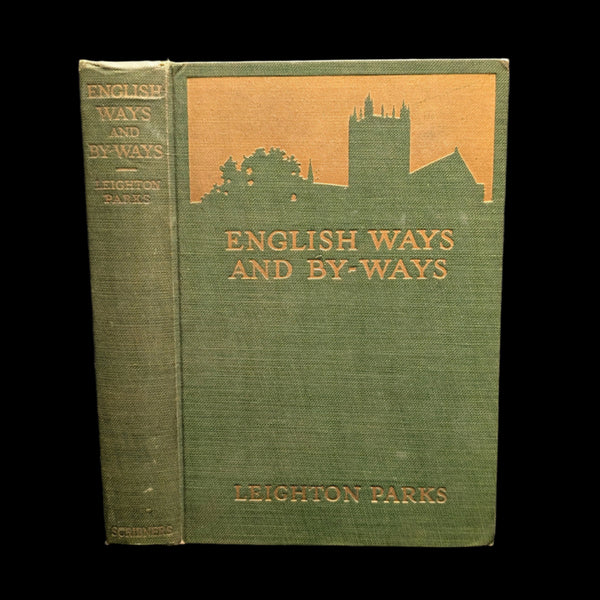 ENGLISH
WAYS
AND
BY-WAYS
LEIGHTON
PARKS
SCRIBNERS
ENGLISH WAYS
AND BY-WAYS
LEIGHTON PARKS